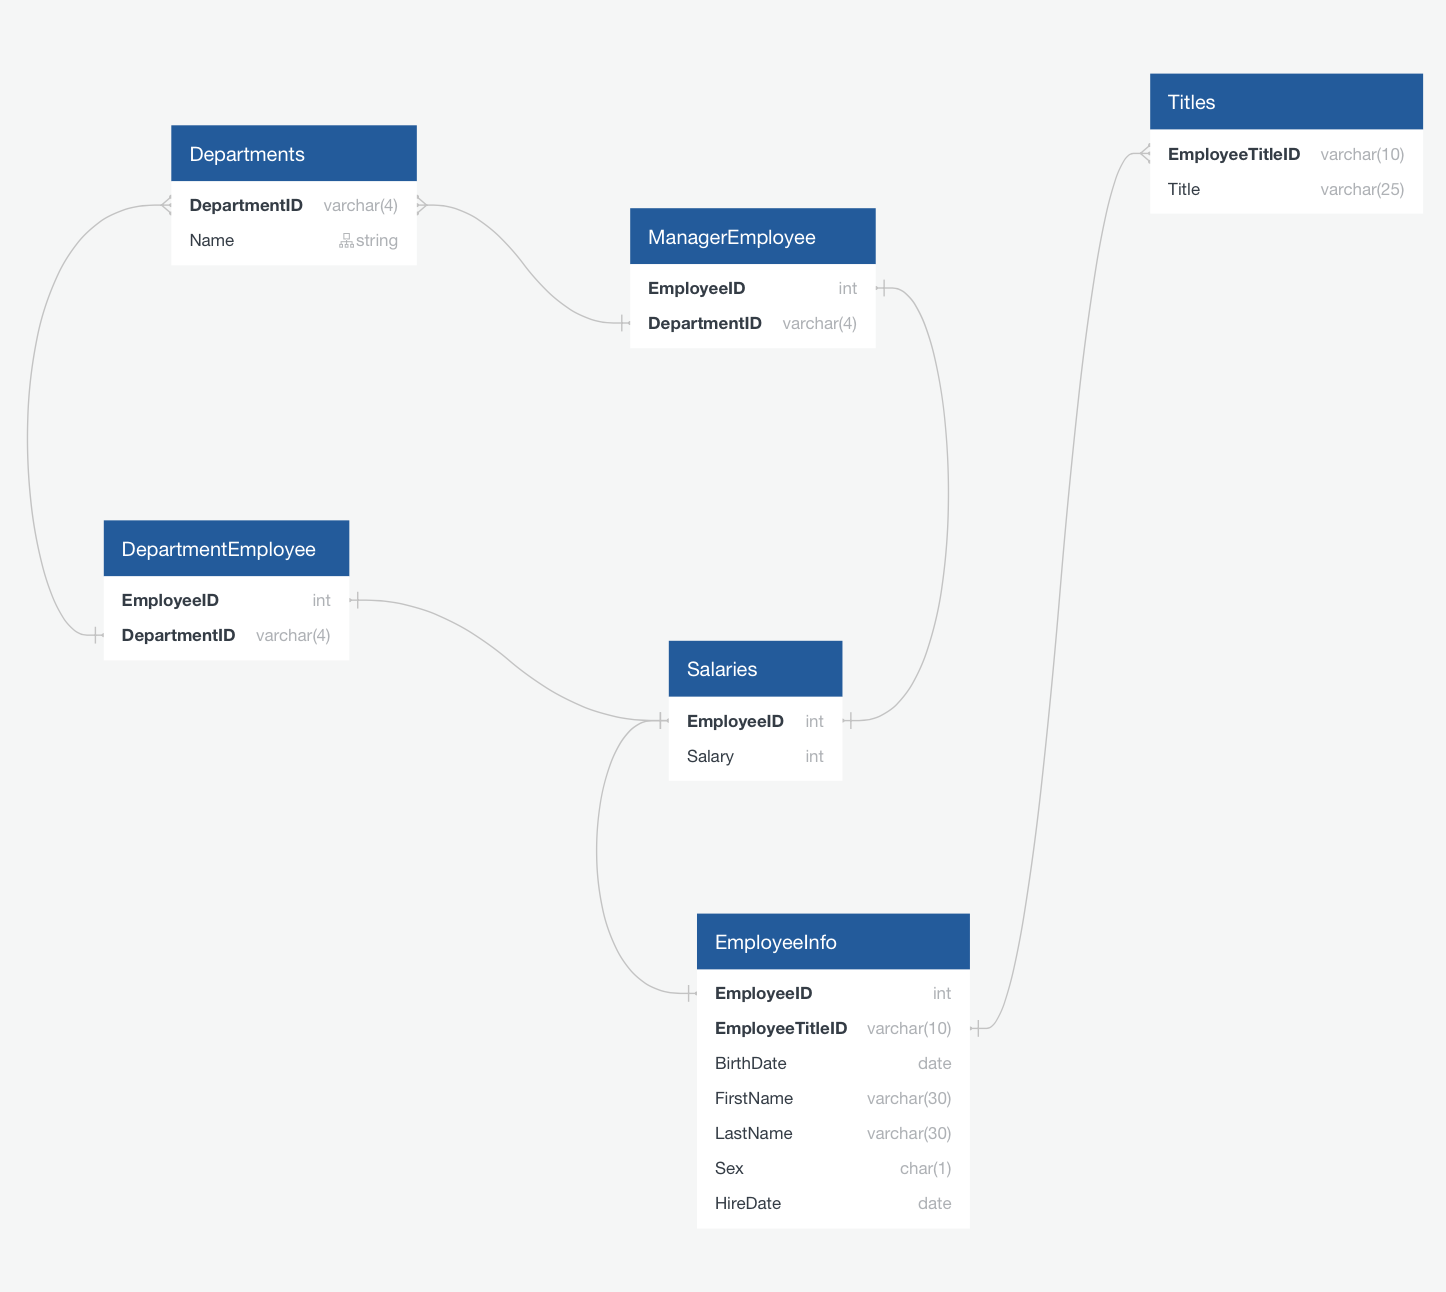 Departments
DepartmentID varchar(4)
Name string
ManagerEmployee
EmployeeID int
DepartmentID varchar(4)
Titles
EmployeeTitleID varchar(10)
Title varchar(25)
DepartmentEmployee
EmployeeID int
DepartmentID varchar(4)
Salaries
EmployeeID int
Salary int
EmployeeInfo
EmployeeID int
EmployeeTitleID varchar(10)
BirthDate date
FirstName varchar(30)
LastName varchar(30)
Sex char(1)
HireDate date